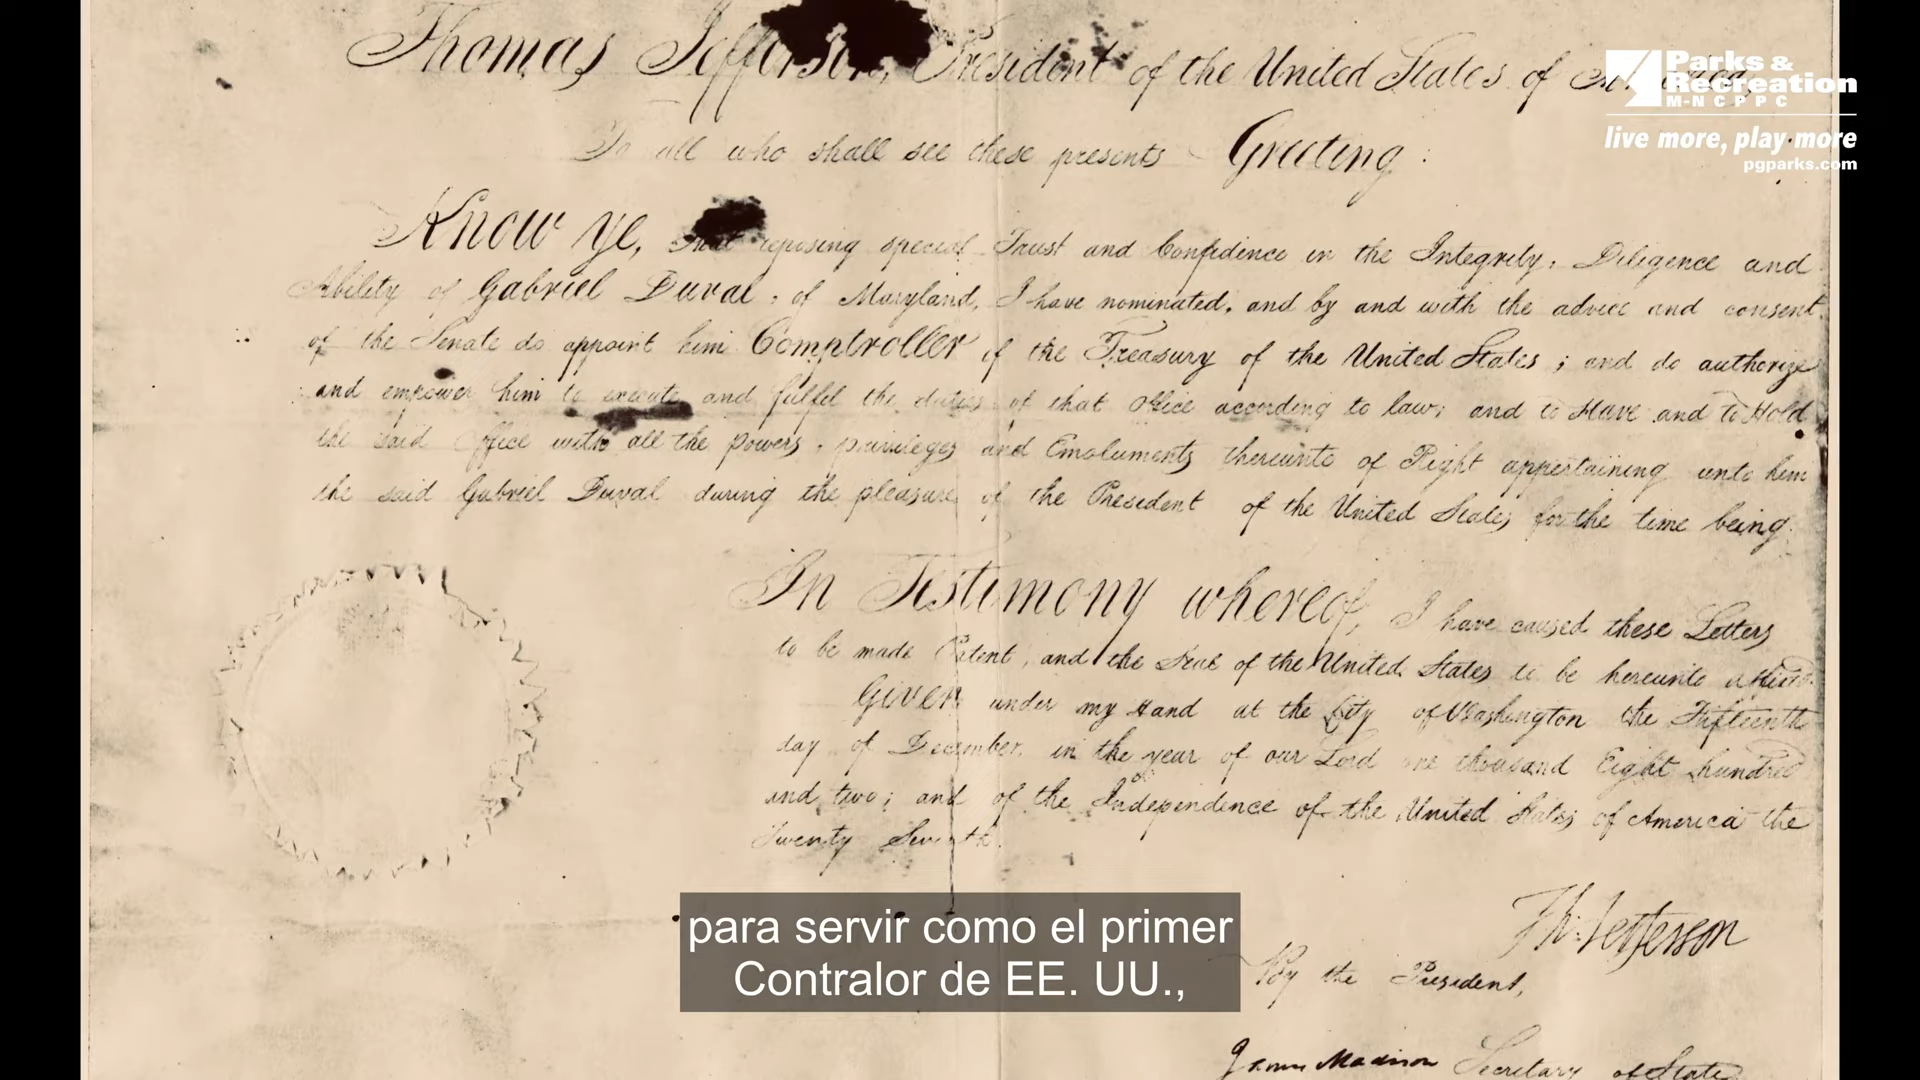 Thomas Jefferson, President of the United States of America,
Parks &
Recreation
M-NCPPC
live more, play more
pgparks.com
To all who shall see these presents Greeting:
Know ye, That reposing special Trust and Confidence in the Integrity, Diligence and
Ability of Gabriel Duval, of Maryland, I have nominated, and by and with the advice and consent
of the Senate do appoint him Comptroller of the Treasury of the United States; and do authorize
and empower him to execute and fulfil the duties of that Office according to law; and to Have and to Hold
the said Office with all the powers, privileges and Emoluments thereunto of Right appertaining unto him
the said Gabriel Duval during the pleasure of the President of the United States for the time being.
In Testimony whereof, I have caused these Letters
to be made Patent, and the Seal of the United States to be hereunto affixed.
Given under my Hand at the City of Washington the Fifteenth
day of December, in the year of our Lord one thousand Eight hundred
and two; and of the Independence of the United States of America the
Twenty Seventh.
Th: Jefferson
By the President,
James Madison Secretary of State
para servir como el primer
Contralor de EE. UU.,